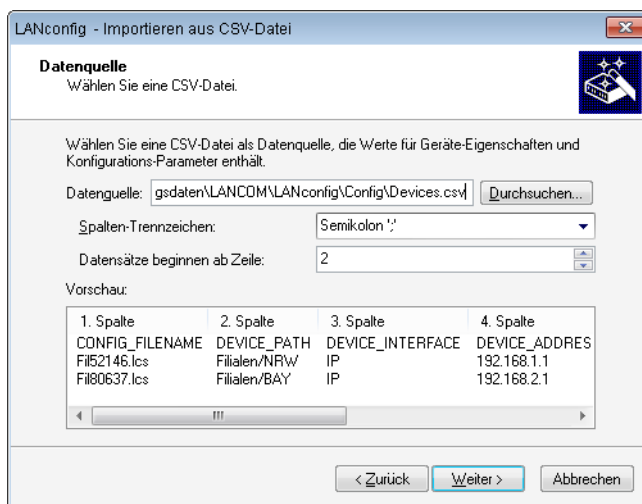 LANconfig - Importieren aus CSV-Datei
Datenquelle
Wählen Sie eine CSV-Datei.
Wählen Sie eine CSV-Datei als Datenquelle, die Werte für Geräte-Eigenschaften und
Konfigurations-Parameter enthält.
Datenquelle: gsdaten\LANCOM\LANconfig\Config\Devices.csv Durchsuchen...
Spalten-Trennzeichen: Semikolon ';'
Datensätze beginnen ab Zeile: 2
Vorschau:
1. Spalte 2. Spalte 3. Spalte 4. Spalte
CONFIG_FILENAME DEVICE_PATH DEVICE_INTERFACE DEVICE_ADDRES
Fil52146.lcs Filialen/NRW IP 192.168.1.1
Fil80637.lcs Filialen/BAY IP 192.168.2.1
< Zurück Weiter > Abbrechen